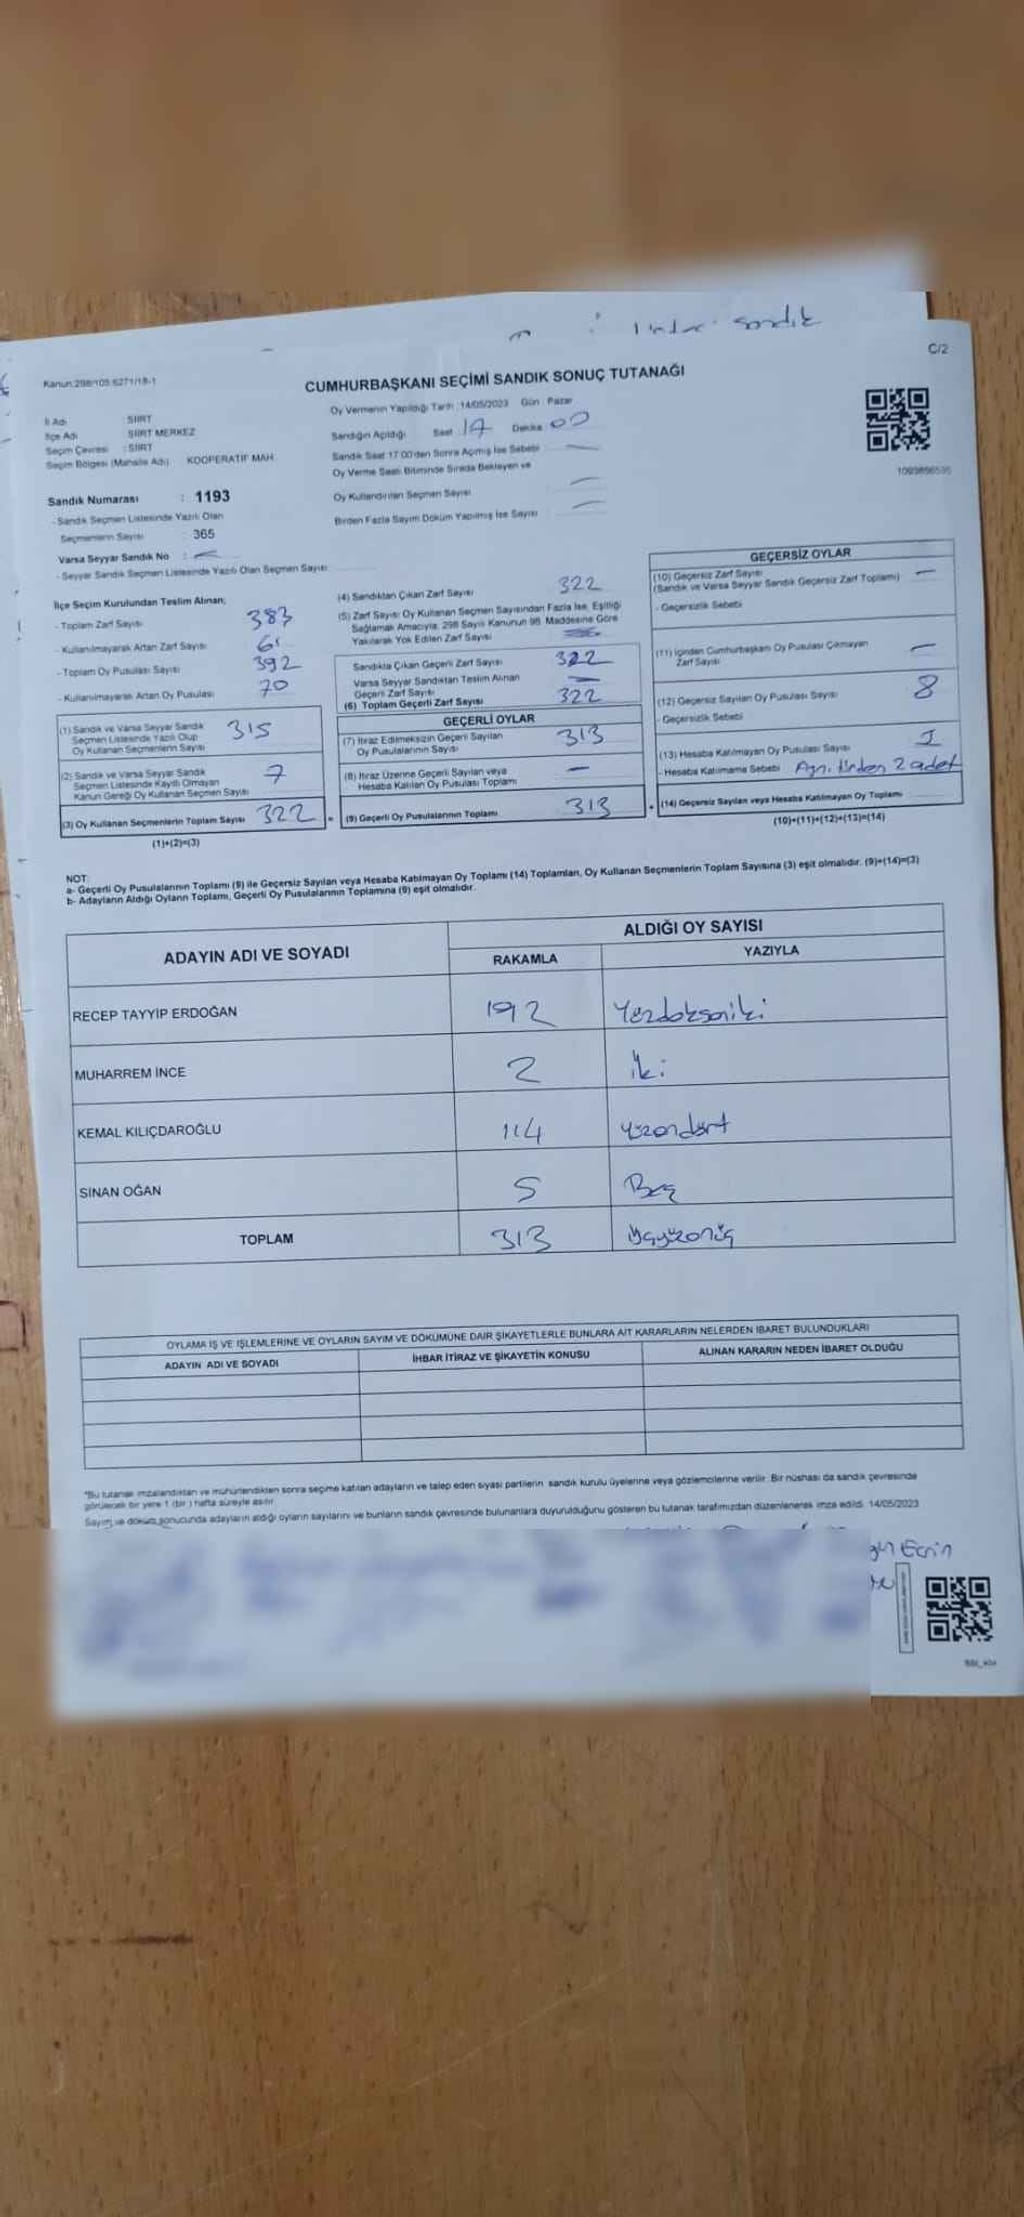 sandık
C/2
Kanun:298/105;6271/18-1
CUMHURBAŞKANI SEÇİMİ SANDIK SONUÇ TUTANAĞI
İl Adı SİİRT
İlçe Adı SİİRT MERKEZ
Seçim Çevresi : SİİRT
Seçim Bölgesi (Mahalle Adı) KOOPERATİF MAH.
Oy Vermenin Yapıldığı Tarih : 14/05/2023 Gün : Pazar
Sandığın Açıldığı Saat 17 Dakika 00
Sandık Saat 17:00'den Sonra Açılmış İse Sebebi
Oy Verme Saati Bitiminde Sırada Bekleyen ve
Oy Kullandırılan Seçmen Sayısı
Birden Fazla Sayım Döküm Yapılmış İse Sayısı
Sandık Numarası : 1193
- Sandık Seçmen Listesinde Yazılı Olan
Seçmenlerin Sayısı : 365
Varsa Seyyar Sandık No : —
- Seyyar Sandık Seçmen Listesinde Yazılı Olan Seçmen Sayısı
İlçe Seçim Kurulundan Teslim Alınan;
- Toplam Zarf Sayısı 383
- Kullanılmayarak Artan Zarf Sayısı
- Toplam Oy Pusulası Sayısı 392
- Kullanılmayarak Artan Oy Pusulası 70
(1) Sandık ve Varsa Seyyar Sandık
Seçmen Listesinde Yazılı Olup
Oy Kullanan Seçmenlerin Sayısı 315
(2) Sandık ve Varsa Seyyar Sandık
Seçmen Listesinde Kayıtlı Olmayan
Kanun Gereği Oy Kullanan Seçmen Sayısı 7
(3) Oy Kullanan Seçmenlerin Toplam Sayısı 322
(1)+(2)=(3)
(4) Sandıktan Çıkan Zarf Sayısı 322
(5) Zarf Sayısı Oy Kullanan Seçmen Sayısından Fazla İse, Eşitliği
Sağlamak Amacıyla, 298 Sayılı Kanunun 98. Maddesine Göre
Yakılarak Yok Edilen Zarf Sayısı
Sandıkta Çıkan Geçerli Zarf Sayısı 322
Varsa Seyyar Sandıktan Teslim Alınan
Geçerli Zarf Sayısı —
(6) Toplam Geçerli Zarf Sayısı 322
GEÇERLİ OYLAR
(7) İtiraz Edilmeksizin Geçerli Sayılan
Oy Pusulalarının Sayısı 313
(8) İtiraz Üzerine Geçerli Sayılan veya
Hesaba Katılan Oy Pusulası Toplamı —
(9) Geçerli Oy Pusulalarının Toplamı 313
GEÇERSİZ OYLAR
(10) Geçersiz Zarf Sayısı
(Sandık ve Varsa Seyyar Sandık Geçersiz Zarf Toplamı) —
- Geçersizlik Sebebi
(11) İçinden Cumhurbaşkanı Oy Pusulası Çıkmayan
Zarf Sayısı —
(12) Geçersiz Sayılan Oy Pusulası Sayısı 8
- Geçersizlik Sebebi
(13) Hesaba Katılmayan Oy Pusulası Sayısı 1
- Hesaba Katılmama Sebebi 2 adet
(14) Geçersiz Sayılan veya Hesaba Katılmayan Oy Toplamı
(10)+(11)+(12)+(13)=(14)
NOT:
a- Geçerli Oy Pusulalarının Toplamı (9) ile Geçersiz Sayılan veya Hesaba Katılmayan Oy Toplamı (14) Toplamları, Oy Kullanan Seçmenlerin Toplam Sayısına (3) eşit olmalıdır. (9)+(14)=(3)
b- Adayların Aldığı Oyların Toplamı, Geçerli Oy Pusulalarının Toplamına (9) eşit olmalıdır.
ADAYIN ADI VE SOYADI
ALDIĞI OY SAYISI
RAKAMLA YAZIYLA
RECEP TAYYİP ERDOĞAN 192 Yüzdoksaniki
MUHARREM İNCE 2 İki
KEMAL KILIÇDAROĞLU 114 Yüzondört
SİNAN OĞAN 5 Beş
TOPLAM 313 Üçyüzonüç
OYLAMA İŞ VE İŞLEMLERİNE VE OYLARIN SAYIM VE DÖKÜMÜNE DAİR ŞİKAYETLERLE BUNLARA AİT KARARLARIN NELERDEN İBARET BULUNDUKLARI
ADAYIN ADI VE SOYADI İHBAR İTİRAZ VE ŞİKAYETİN KONUSU ALINAN KARARIN NEDEN İBARET OLDUĞU
*Bu tutanak imzalandıktan ve mühürlendikten sonra seçime katılan adayların ve talep eden siyasi partilerin, sandık kurulu üyelerine veya gözlemcilerine verilir. Bir nüshası da sandık çevresinde
görülecek bir yere 1 (bir) hafta süreyle asılır.
Sayım ve döküm sonucunda adayların aldığı oyların sayılarını ve bunların sandık çevresinde bulunanlara duyurulduğunu gösteren bu tutanak tarafımızdan düzenlenerek imza edildi. 14/05/2023